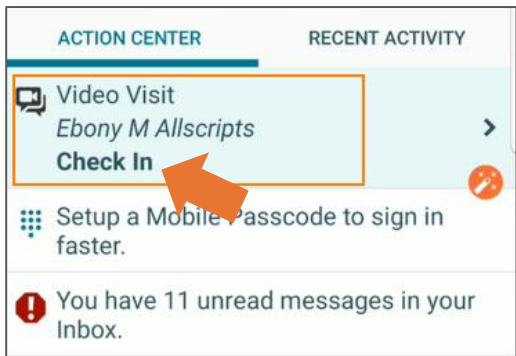 ACTION CENTER RECENT ACTIVITY
Video Visit
Ebony M Allscripts
Check In
Setup a Mobile Passcode to sign in
faster.
You have 11 unread messages in your
Inbox.